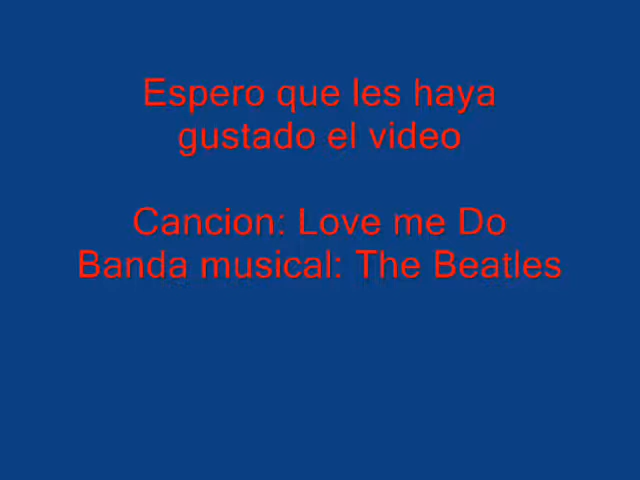 Espero que les haya
gustado el video
Cancion: Love me Do
Banda musical: The Beatles